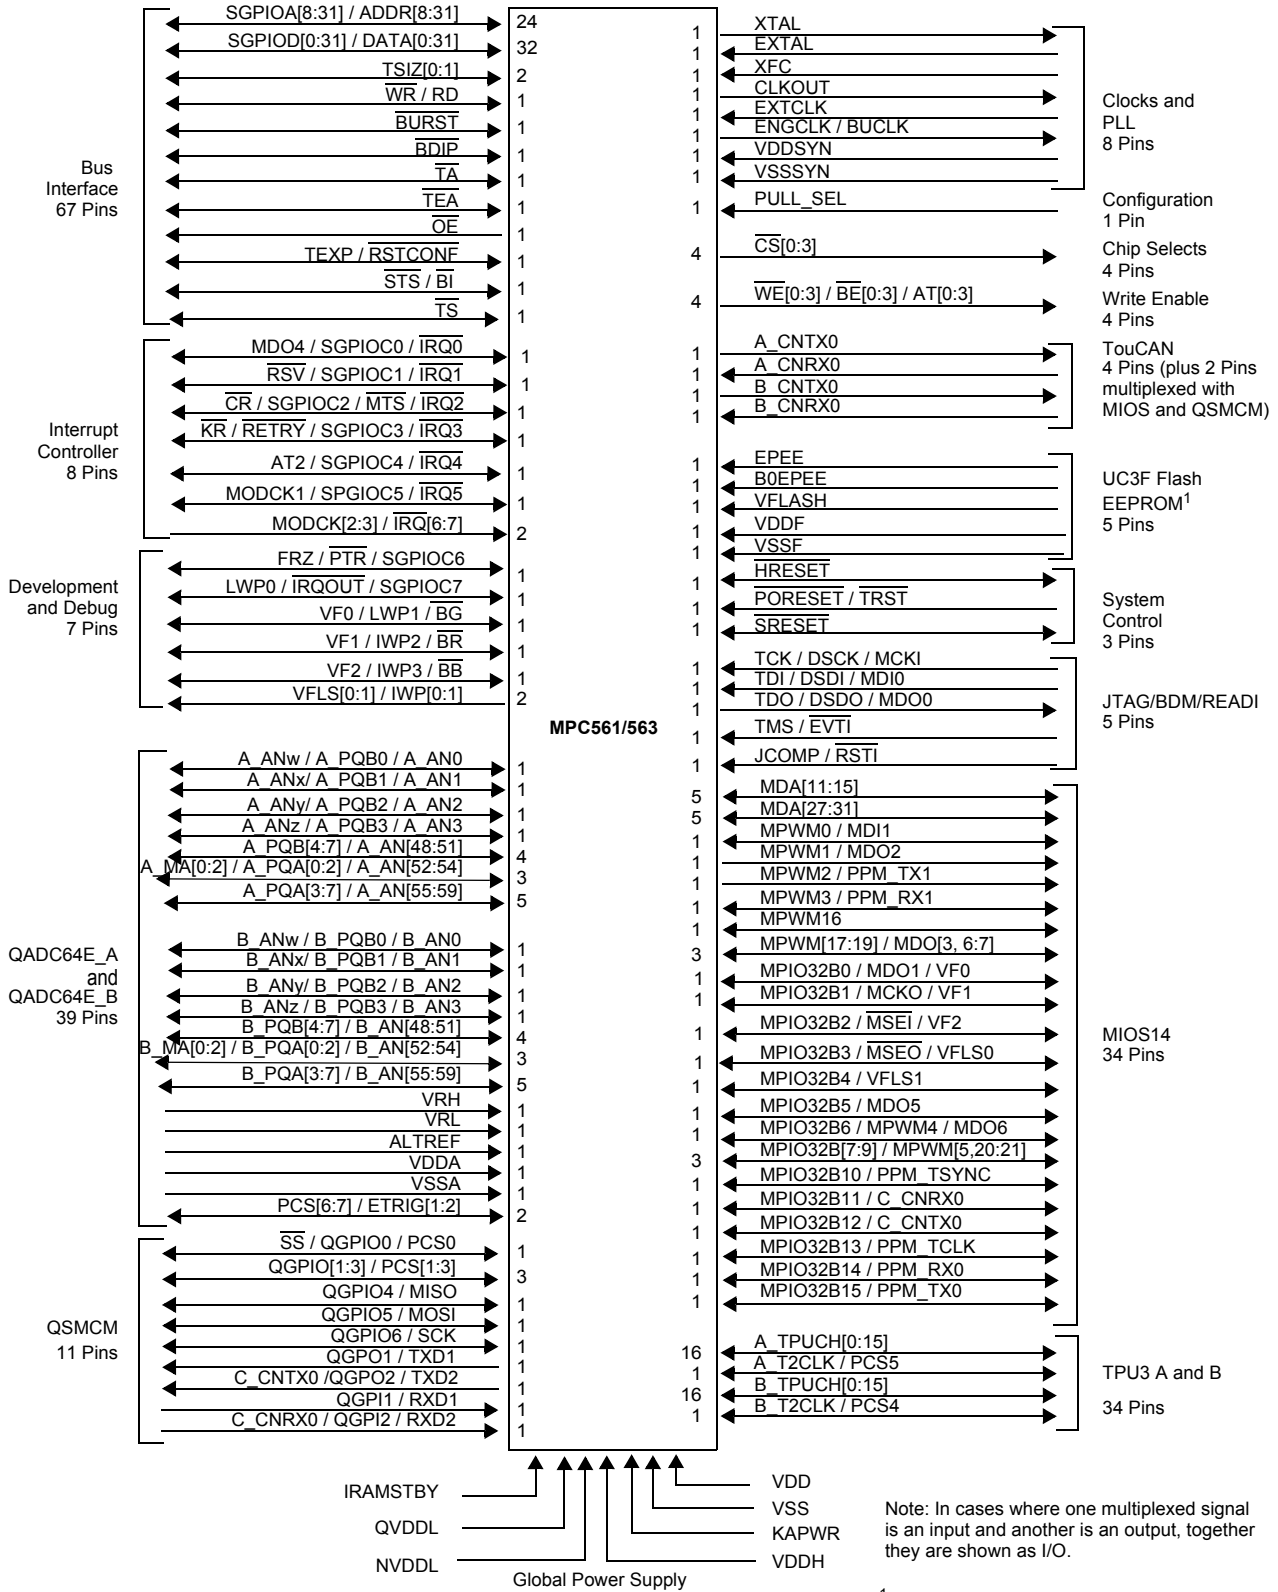 SGPIOA[8:31] / ADDR[8:31]
24
SGPIOD[0:31] / DATA[0:31]
32
TSIZ[0:1]
2
WR / RD
1
BURST
1
BDIP
1
TA
1
TEA
1
OE
1
TEXP / RSTCONF
1
STS / BI
1
TS
1
Bus
Interface
67 Pins
MDO4 / SGPIOC0 / IRQ0
1
RSV / SGPIOC1 / IRQ1
1
CR / SGPIOC2 / MTS / IRQ2
1
KR / RETRY / SGPIOC3 / IRQ3
1
AT2 / SGPIOC4 / IRQ4
1
MODCK1 / SPGIOC5 / IRQ5
1
MODCK[2:3] / IRQ[6:7]
2
Interrupt
Controller
8 Pins
FRZ / PTR / SGPIOC6
1
LWP0 / IRQOUT / SGPIOC7
1
VF0 / LWP1 / BG
1
VF1 / IWP2 / BR
1
VF2 / IWP3 / BB
1
VFLS[0:1] / IWP[0:1]
2
Development
and Debug
7 Pins
A_ANw / A_PQB0 / A_AN0
1
A_ANx/ A_PQB1 / A_AN1
1
A_ANy/ A_PQB2 / A_AN2
1
A_ANz / A_PQB3 / A_AN3
1
A_PQB[4:7] / A_AN[48:51]
4
A_MA[0:2] / A_PQA[0:2] / A_AN[52:54]
3
A_PQA[3:7] / A_AN[55:59]
5
B_ANw / B_PQB0 / B_AN0
1
B_ANx/ B_PQB1 / B_AN1
1
B_ANy/ B_PQB2 / B_AN2
1
B_ANz / B_PQB3 / B_AN3
1
B_PQB[4:7] / B_AN[48:51]
4
B_MA[0:2] / B_PQA[0:2] / B_AN[52:54]
3
B_PQA[3:7] / B_AN[55:59]
5
VRH
1
VRL
1
ALTREF
1
VDDA
1
VSSA
1
PCS[6:7] / ETRIG[1:2]
2
QADC64E_A
and
QADC64E_B
39 Pins
SS / QGPIO0 / PCS0
1
QGPIO[1:3] / PCS[1:3]
3
QGPIO4 / MISO
1
QGPIO5 / MOSI
1
QGPIO6 / SCK
1
QGPO1 / TXD1
1
C_CNTX0 /QGPO2 / TXD2
1
QGPI1 / RXD1
1
C_CNRX0 / QGPI2 / RXD2
1
QSMCM
11 Pins
MPC561/563
1
XTAL
1
EXTAL
1
XFC
1
CLKOUT
1
EXTCLK
1
ENGCLK / BUCLK
1
VDDSYN
1
VSSSYN
Clocks and
PLL
8 Pins
1
PULL_SEL
Configuration
1 Pin
4
CS[0:3]
Chip Selects
4 Pins
4
WE[0:3] / BE[0:3] / AT[0:3]
Write Enable
4 Pins
1
A_CNTX0
1
A_CNRX0
1
B_CNTX0
1
B_CNRX0
TouCAN
4 Pins (plus 2 Pins
multiplexed with
MIOS and QSMCM)
1
EPEE
1
B0EPEE
1
VFLASH
1
VDDF
1
VSSF
UC3F Flash
EEPROM1
5 Pins
1
HRESET
1
PORESET / TRST
1
SRESET
System
Control
3 Pins
1
TCK / DSCK / MCKI
1
TDI / DSDI / MDI0
1
TDO / DSDO / MDO0
1
TMS / EVTI
1
JCOMP / RSTI
JTAG/BDM/READI
5 Pins
5
MDA[11:15]
5
MDA[27:31]
1
MPWM0 / MDI1
1
MPWM1 / MDO2
1
MPWM2 / PPM_TX1
1
MPWM3 / PPM_RX1
1
MPWM16
3
MPWM[17:19] / MDO[3, 6:7]
1
MPIO32B0 / MDO1 / VF0
1
MPIO32B1 / MCKO / VF1
1
MPIO32B2 / MSEI / VF2
1
MPIO32B3 / MSEO / VFLS0
1
MPIO32B4 / VFLS1
1
MPIO32B5 / MDO5
1
MPIO32B6 / MPWM4 / MDO6
3
MPIO32B[7:9] / MPWM[5,20:21]
1
MPIO32B10 / PPM_TSYNC
1
MPIO32B11 / C_CNRX0
1
MPIO32B12 / C_CNTX0
1
MPIO32B13 / PPM_TCLK
1
MPIO32B14 / PPM_RX0
1
MPIO32B15 / PPM_TX0
MIOS14
34 Pins
16
A_TPUCH[0:15]
1
A_T2CLK / PCS5
16
B_TPUCH[0:15]
1
B_T2CLK / PCS4
TPU3 A and B
34 Pins
IRAMSTBY
QVDDL
NVDDL
VDD
VSS
KAPWR
VDDH
Global Power Supply
Note: In cases where one multiplexed signal
is an input and another is an output, together
they are shown as I/O.